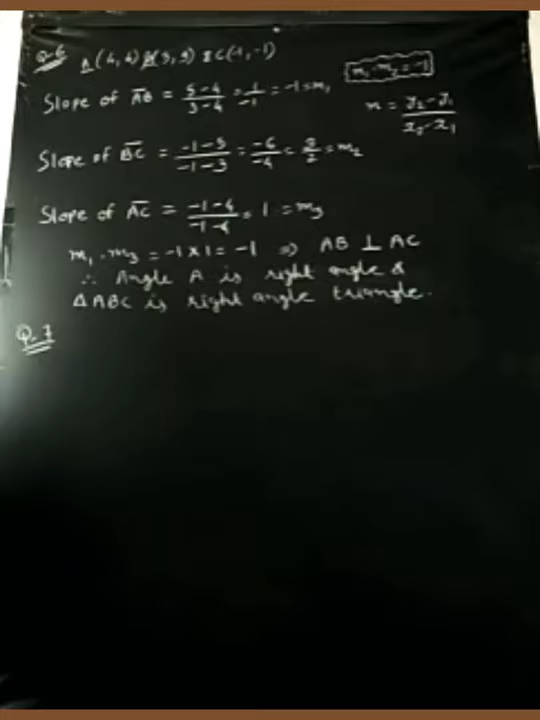 Q-6 A(4,4) B(3,5) & C(-1,-1)
m₁·m₂ = -1
Slope of AB = 5-4/3-4 = 1/-1 = -1 = m₁
m = y₂-y₁/x₂-x₁
Slope of BC = -1-5/-1-3 = -6/-4 = 3/2 = m₂
Slope of AC = -1-4/-1-4 = 1 = m₃
m₁·m₃ = -1×1 = -1 ⇒ AB ⊥ AC
∴ Angle A is right angle &
ΔABC is right angle triangle.
Q.7